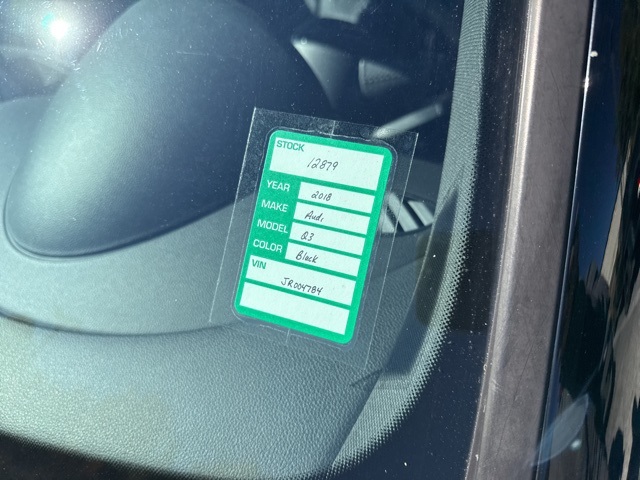 STOCK
12879
YEAR 2018
MAKE Audi
MODEL Q3
COLOR Black
VIN
JR004784